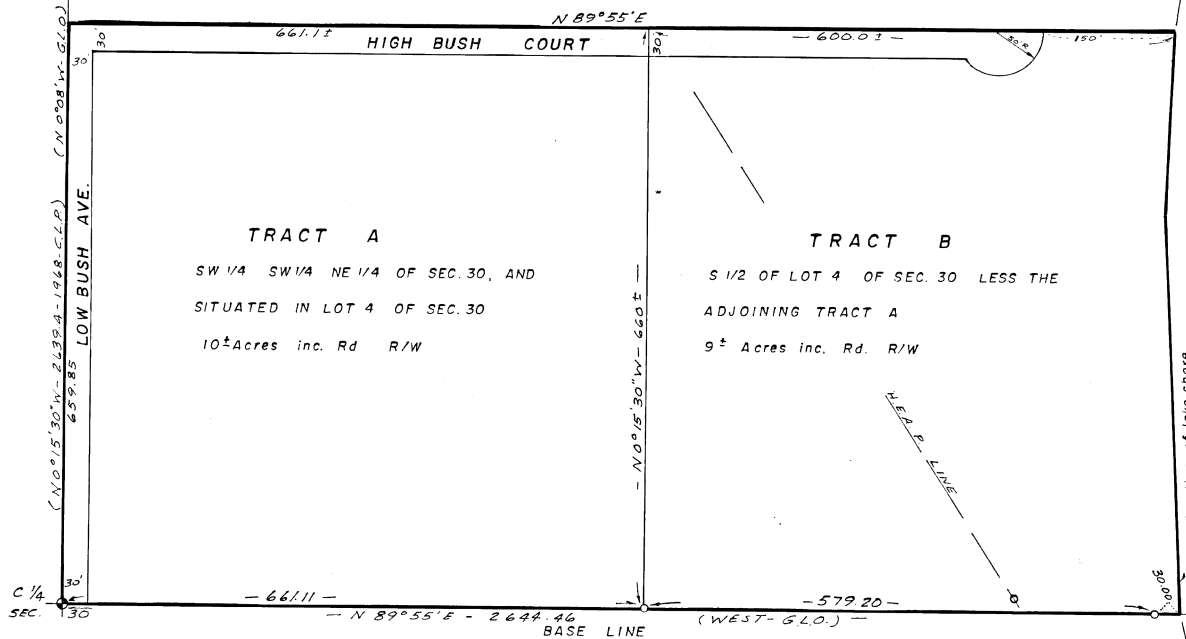 N 89°55'E
661.1±
HIGH BUSH COURT
— 600.0 ± —
50 R
150'
30'
30'
30'
(N 0°08'W - G.L.O.)
(N 0°15'30"W - 2639.4 - 1968 - C.L.P.)
659.85
LOW BUSH AVE.
TRACT A
SW 1/4 SW 1/4 NE 1/4 OF SEC. 30, AND
SITUATED IN LOT 4 OF SEC. 30
10± Acres inc. Rd R/W
— N 0°15'30"W - 660± —
TRACT B
S 1/2 OF LOT 4 OF SEC. 30 LESS THE
ADJOINING TRACT A
9± Acres inc. Rd. R/W
H.E.A.P. LINE
of lake shore
C 1/4
SEC.
30'
30
— 661.11 —
— N 89°55'E - 2644.46
BASE LINE
— 579.20 —
(WEST - G.L.O.) —
30.00